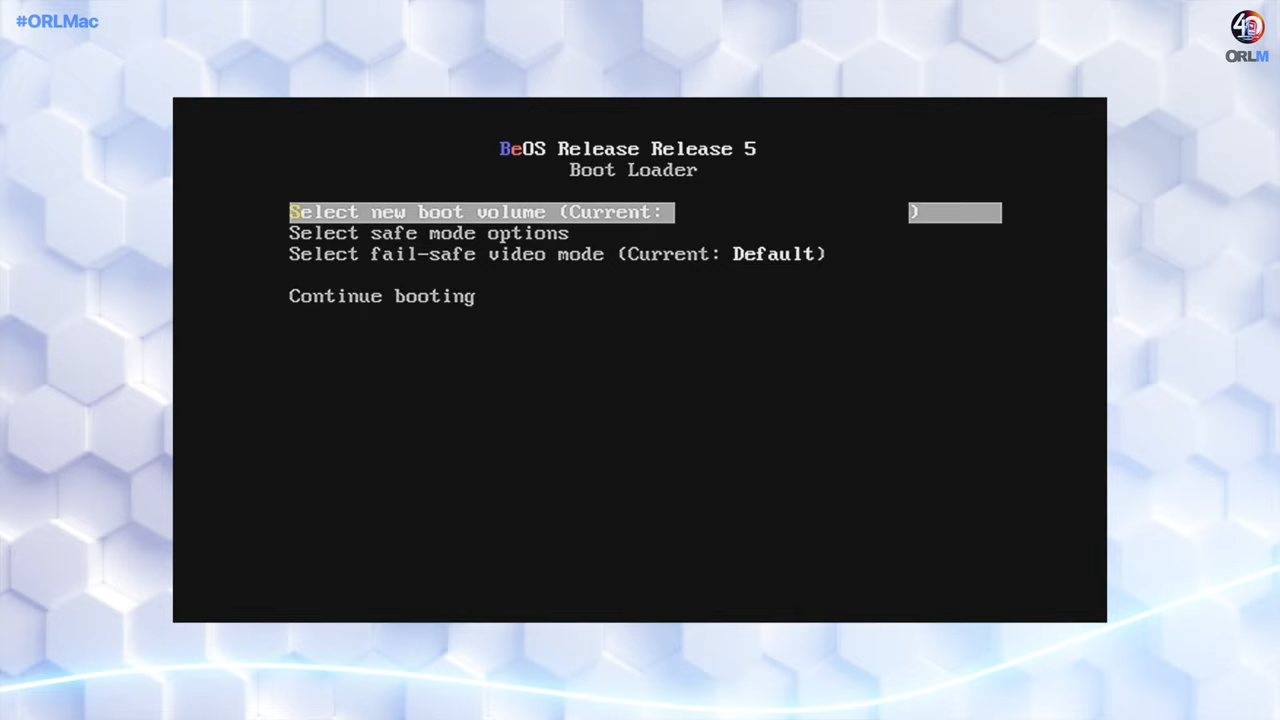 #ORLMac
40
ORLM
BeOS Release Release 5
Boot Loader
Select new boot volume (Current: )
Select safe mode options
Select fail-safe video mode (Current: Default)
Continue booting